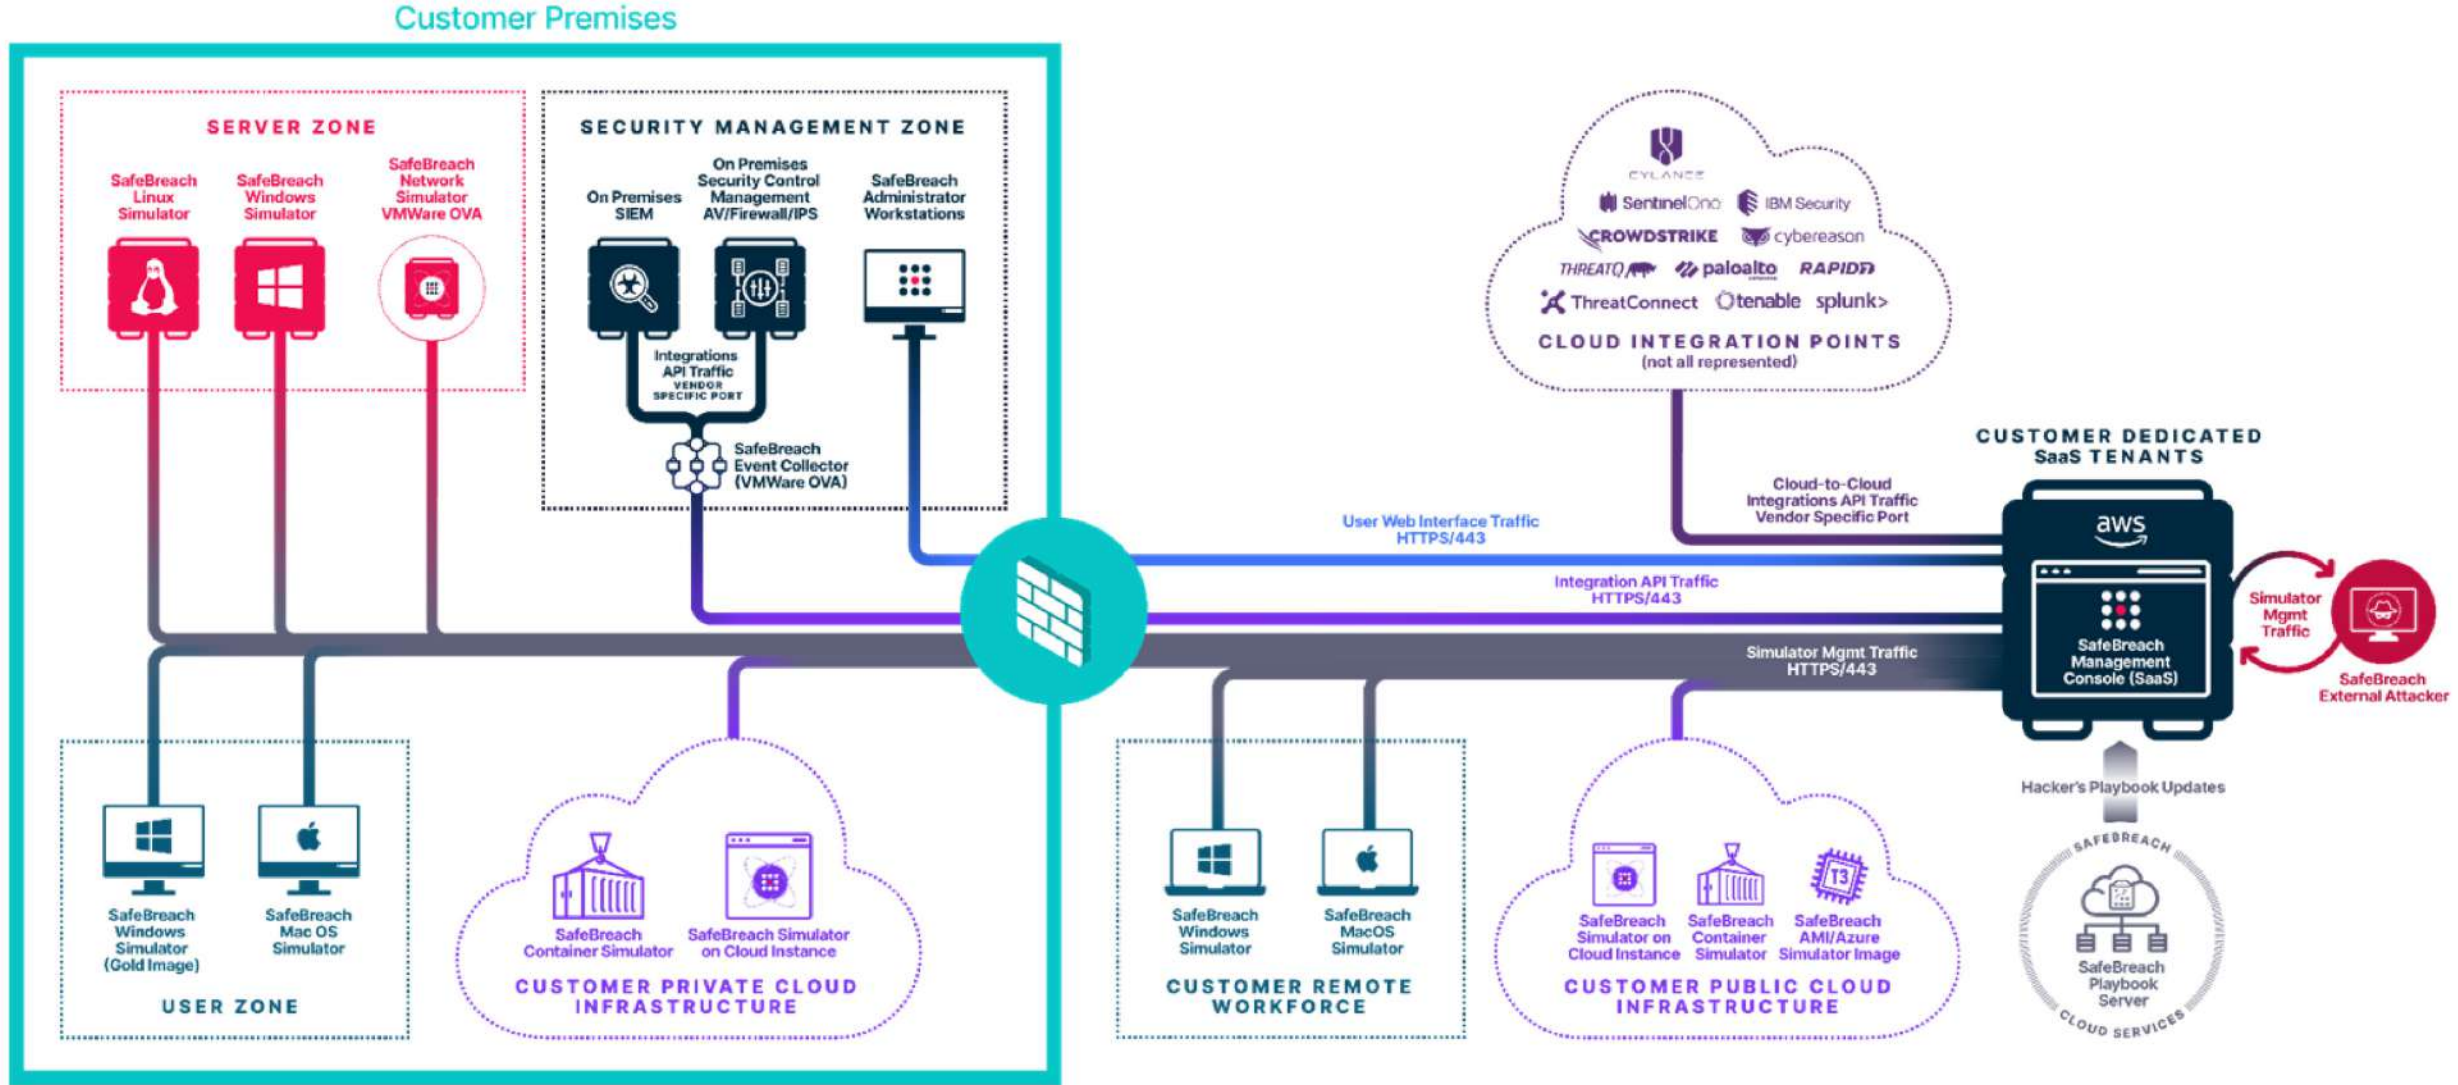 Customer Premises
SERVER ZONE
SafeBreach
Linux
Simulator
SafeBreach
Windows
Simulator
SafeBreach
Network
Simulator
VMWare OVA
SECURITY MANAGEMENT ZONE
On Premises
SIEM
On Premises
Security Control
Management
AV/Firewall/IPS
SafeBreach
Administrator
Workstations
Integrations
API Traffic
VENDOR
SPECIFIC PORT
SafeBreach
Event Collector
(VMWare OVA)
CYLANCE
SentinelOne
IBM Security
CROWDSTRIKE
cybereason
THREATQ
paloalto
RAPID7
ThreatConnect
tenable
splunk>
CLOUD INTEGRATION POINTS
(not all represented)
Cloud-to-Cloud
Integrations API Traffic
Vendor Specific Port
User Web Interface Traffic
HTTPS/443
Integration API Traffic
HTTPS/443
Simulator Mgmt Traffic
HTTPS/443
CUSTOMER DEDICATED
SaaS TENANTS
aws
SafeBreach
Management
Console (SaaS)
Simulator
Mgmt
Traffic
SafeBreach
External Attacker
Hacker's Playbook Updates
SAFEBREACH
SafeBreach
Playbook
Server
CLOUD SERVICES
SafeBreach
Windows
Simulator
(Gold Image)
SafeBreach
Mac OS
Simulator
USER ZONE
SafeBreach
Container Simulator
SafeBreach Simulator
on Cloud Instance
CUSTOMER PRIVATE CLOUD
INFRASTRUCTURE
SafeBreach
Windows
Simulator
SafeBreach
MacOS
Simulator
CUSTOMER REMOTE
WORKFORCE
T3
SafeBreach
Simulator on
Cloud Instance
SafeBreach
Container
Simulator
SafeBreach
AMI/Azure
Simulator Image
CUSTOMER PUBLIC CLOUD
INFRASTRUCTURE